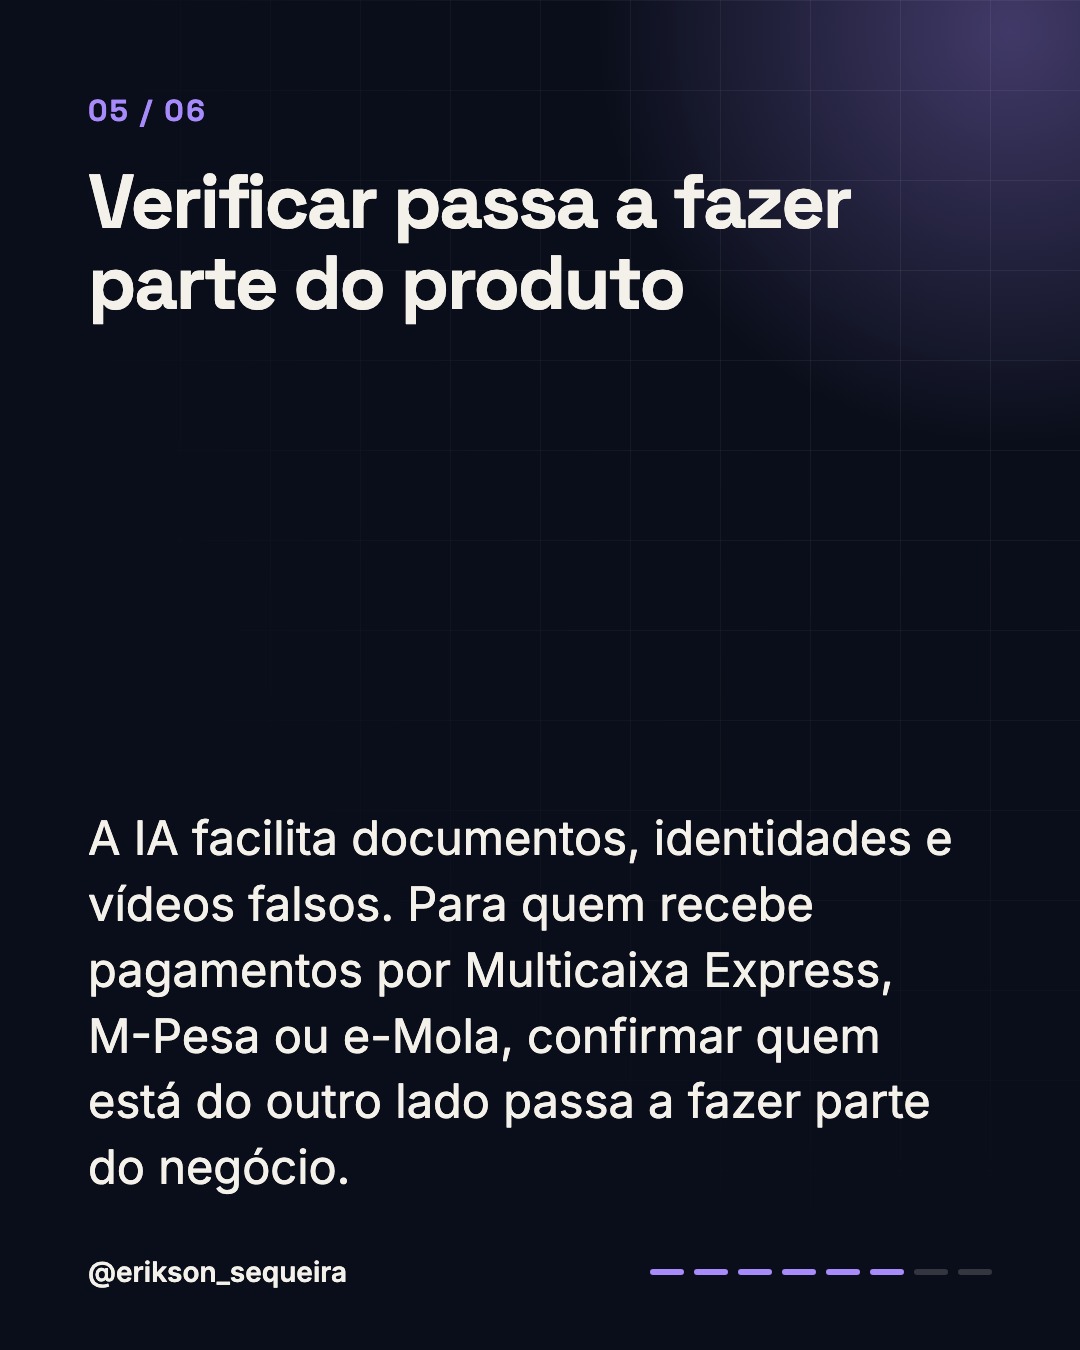 05 / 06
Verificar passa a fazer
parte do produto
A IA facilita documentos, identidades e
vídeos falsos. Para quem recebe
pagamentos por Multicaixa Express,
M-Pesa ou e-Mola, confirmar quem
está do outro lado passa a fazer parte
do negócio.
@erikson_sequeira